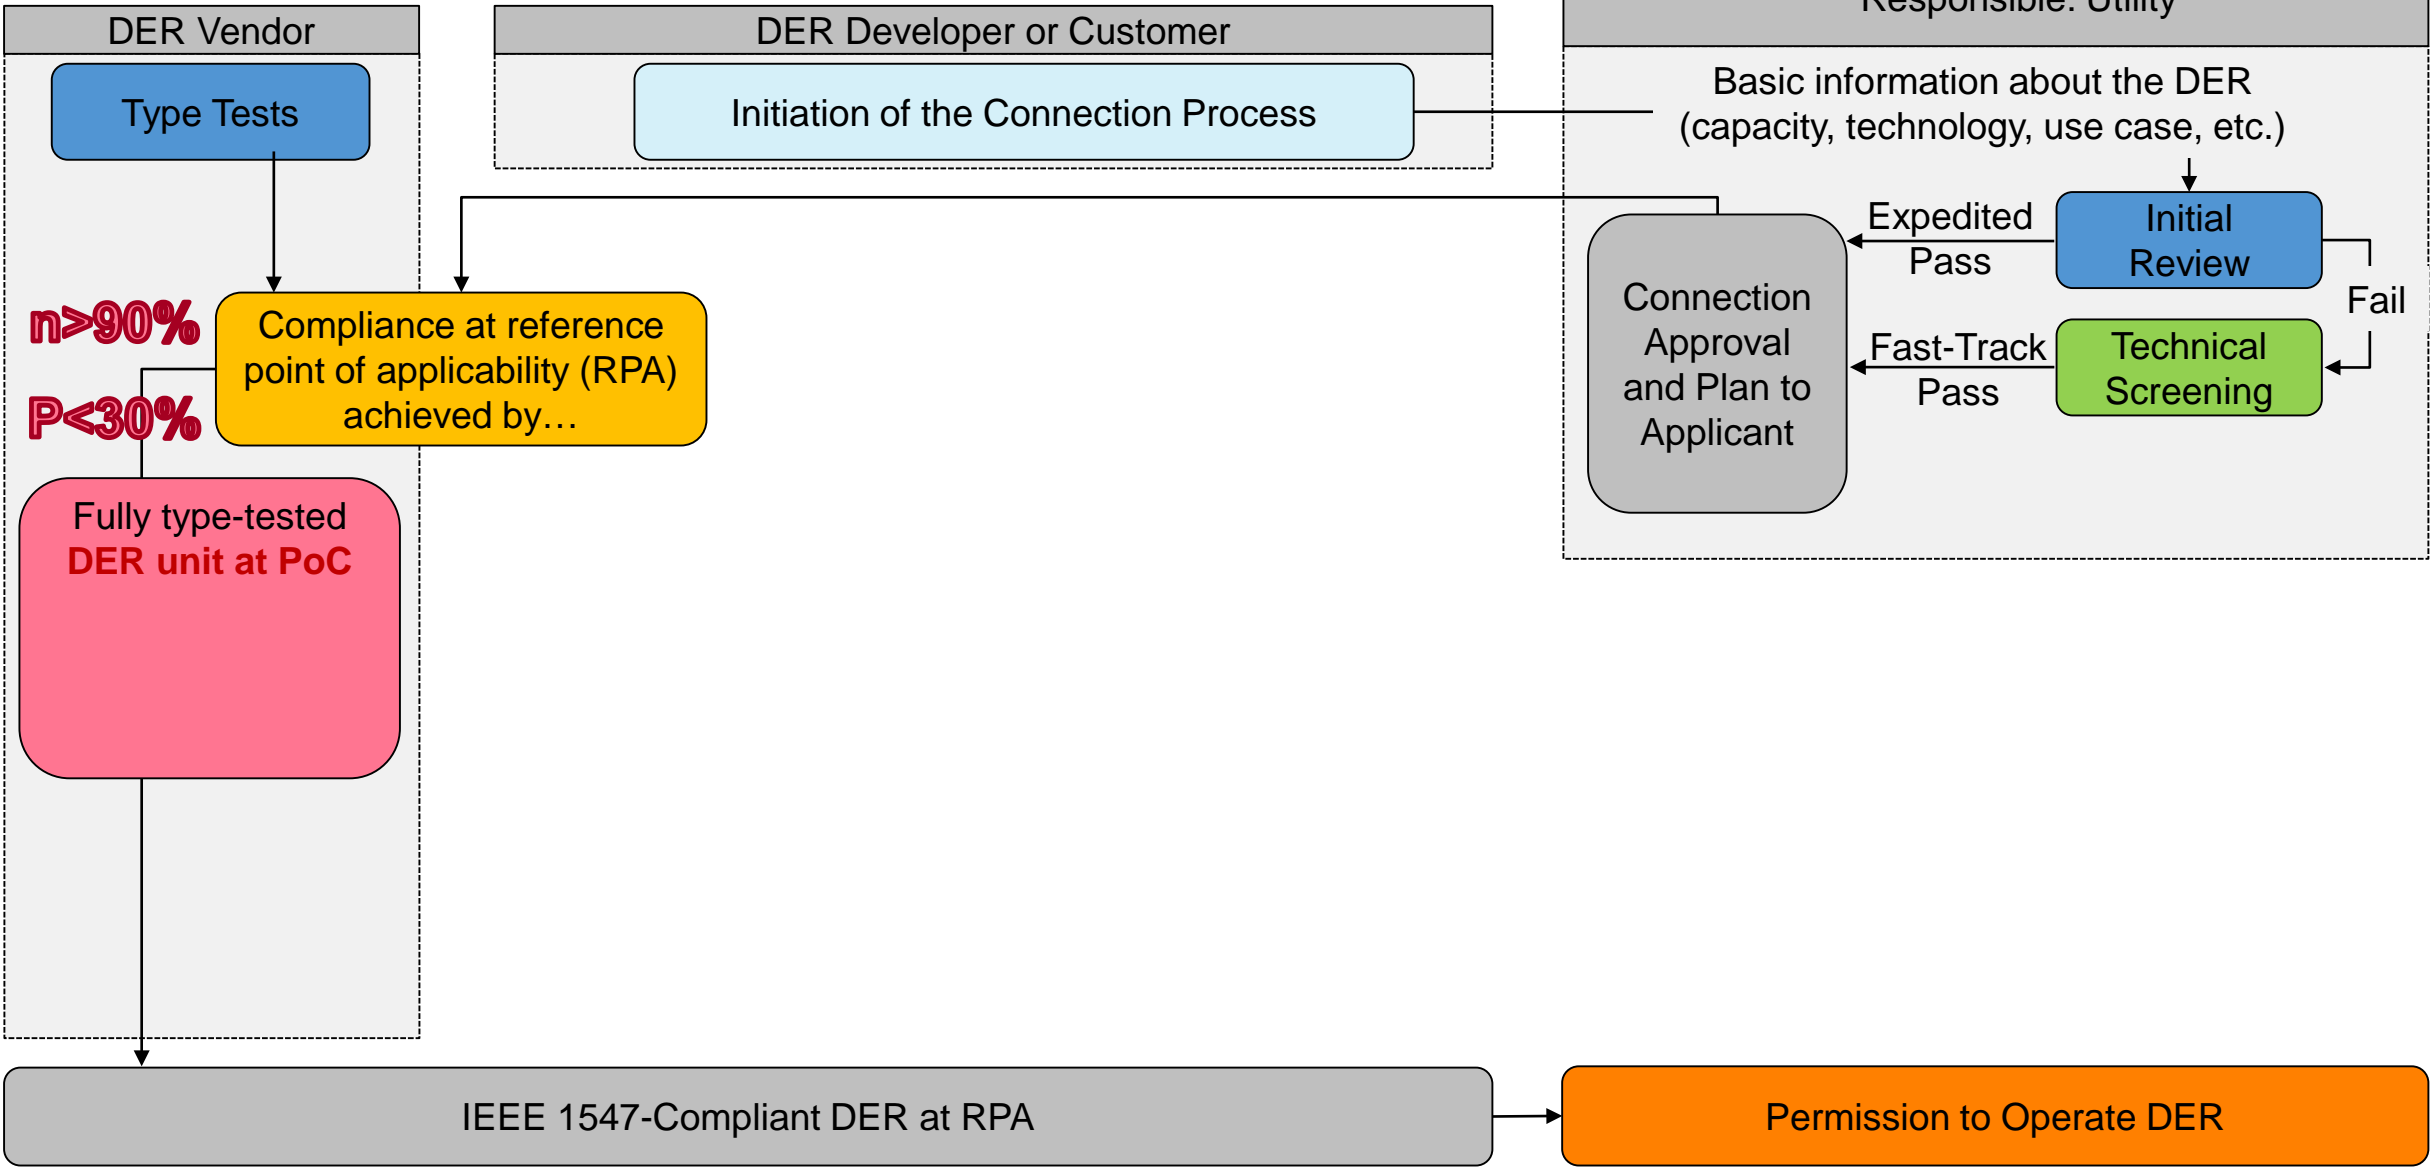 DER Vendor
DER Developer or Customer
Responsible: Utility
Type Tests
Initiation of the Connection Process
Basic information about the DER
(capacity, technology, use case, etc.)
Expedited
Pass
Initial
Review
Fail
Fast-Track
Pass
Technical
Screening
Connection
Approval
and Plan to
Applicant
n>90%
P<30%
Compliance at reference
point of applicability (RPA)
achieved by…
Fully type-tested
DER unit at PoC
IEEE 1547-Compliant DER at RPA
Permission to Operate DER